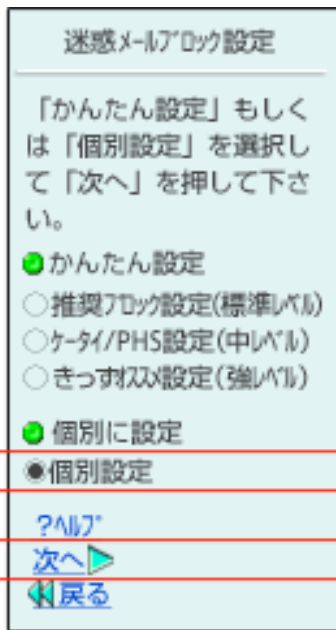 迷惑ﾒｰﾙﾌﾞﾛｯｸ設定
「かんたん設定」もしく
は「個別設定」を選択し
て「次へ」を押して下さ
い。
かんたん設定
推奨ﾌﾞﾛｯｸ設定(標準ﾚﾍﾞﾙ)
ｹｰﾀｲ/PHS設定(中ﾚﾍﾞﾙ)
きっずｵｽｽﾒ設定(強ﾚﾍﾞﾙ)
個別に設定
個別設定
?ﾍﾙﾌﾟ
次へ
戻る